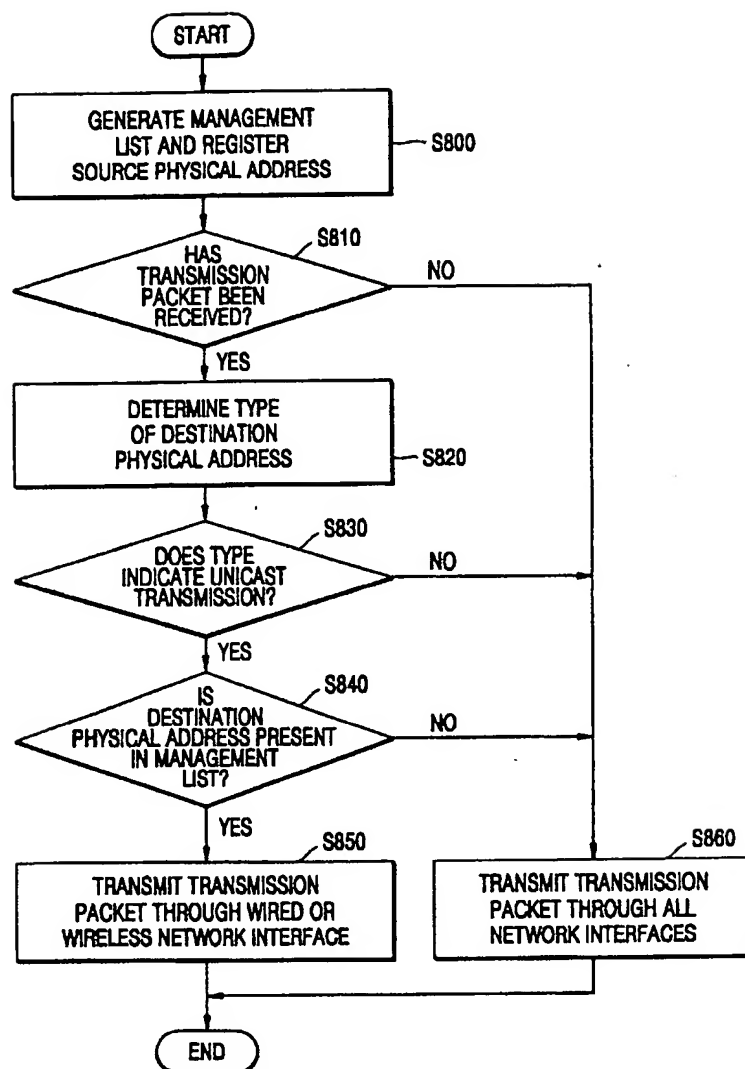 START
GENERATE MANAGEMENT
LIST AND REGISTER
SOURCE PHYSICAL ADDRESS
S800
HAS
TRANSMISSION
PACKET BEEN
RECEIVED?
S810
NO
YES
DETERMINE TYPE
OF DESTINATION
PHYSICAL ADDRESS
S820
DOES TYPE
INDICATE UNICAST
TRANSMISSION?
S830
NO
YES
IS
DESTINATION
PHYSICAL ADDRESS PRESENT
IN MANAGEMENT
LIST?
S840
NO
YES
S850
TRANSMIT TRANSMISSION
PACKET THROUGH WIRED OR
WIRELESS NETWORK INTERFACE
S860
TRANSMIT TRANSMISSION
PACKET THROUGH ALL
NETWORK INTERFACES
END